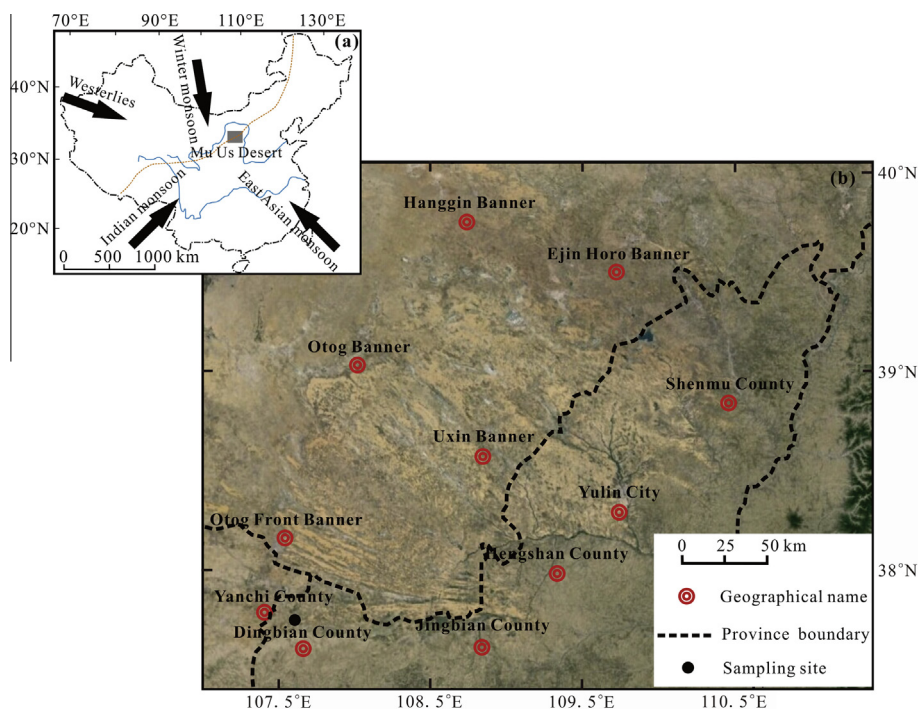 70°E 90°E 110°E 130°E
(a)
40°N
30°N
20°N
Westerlies
Winter monsoon
Mu Us Desert
Indian monsoon
East Asian monsoon
0 500 1000 km
(b)
40°N
39°N
38°N
Hanggin Banner
Ejin Horo Banner
Otog Banner
Shenmu County
Uxin Banner
Yulin City
Otog Front Banner
Hengshan County
Yanchi County
Dingbian County
Jingbian County
0 25 50 km
Geographical name
Province boundary
Sampling site
107.5°E 108.5°E 109.5°E 110.5°E